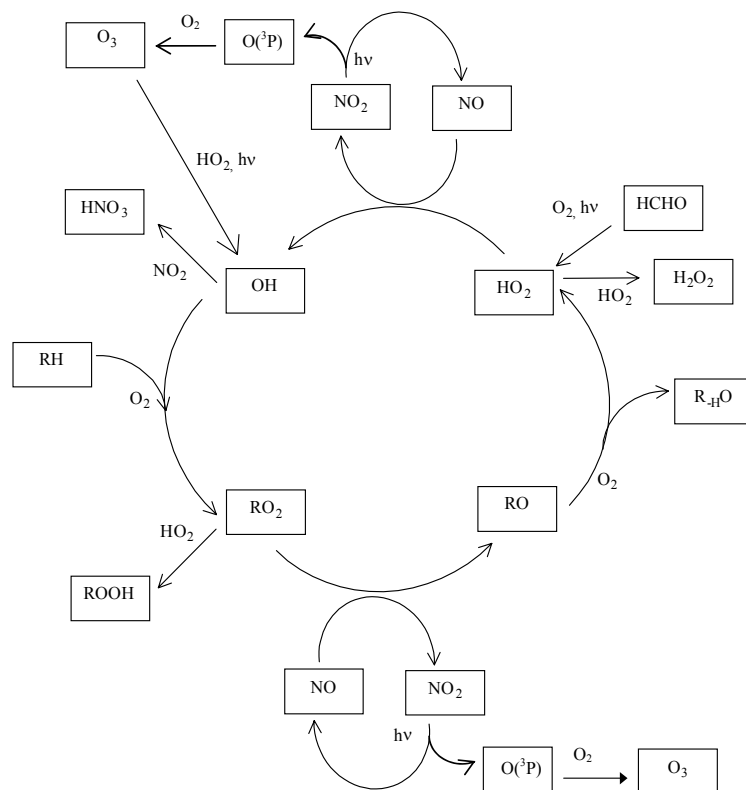 O₂
O₃
O(³P)
hν
NO₂
NO
HO₂, hν
HNO₃
O₂, hν
HCHO
NO₂
OH
HO₂
HO₂
H₂O₂
RH
O₂
R₋HO
O₂
RO₂
RO
HO₂
ROOH
NO
NO₂
hν
O(³P)
O₂
O₃